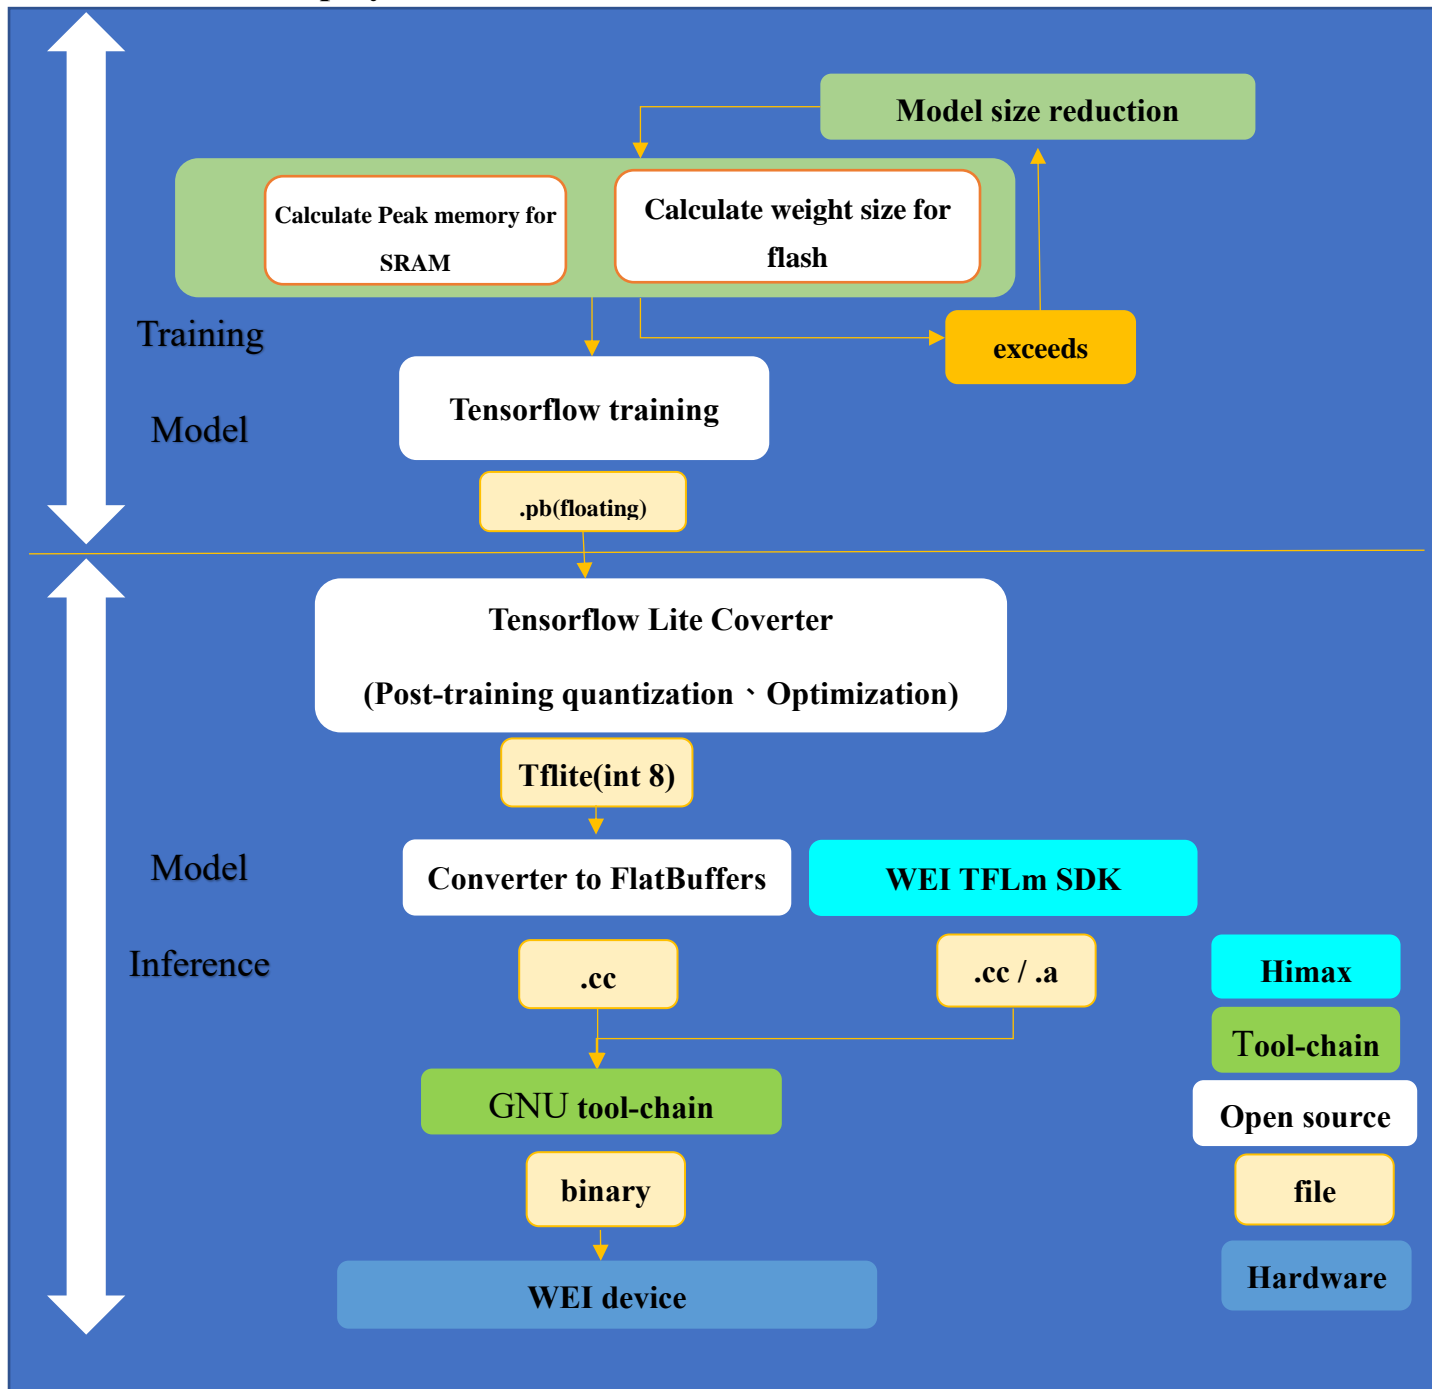 Model size reduction
Calculate Peak memory for
SRAM
Calculate weight size for
flash
Training
Model
exceeds
Tensorflow training
.pb(floating)
Tensorflow Lite Coverter
(Post-training quantization、Optimization)
Tflite(int 8)
Model
Inference
Converter to FlatBuffers
WEI TFLm SDK
.cc
.cc / .a
GNU tool-chain
binary
WEI device
Himax
Tool-chain
Open source
file
Hardware